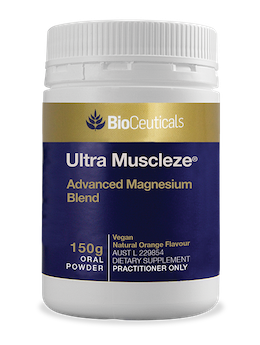 BioCeuticals
Ultra Muscleze®
Advanced Magnesium
Blend
150g
ORAL
POWDER
Vegan
Natural Orange Flavour
AUST L 229854
DIETARY SUPPLEMENT
PRACTITIONER ONLY